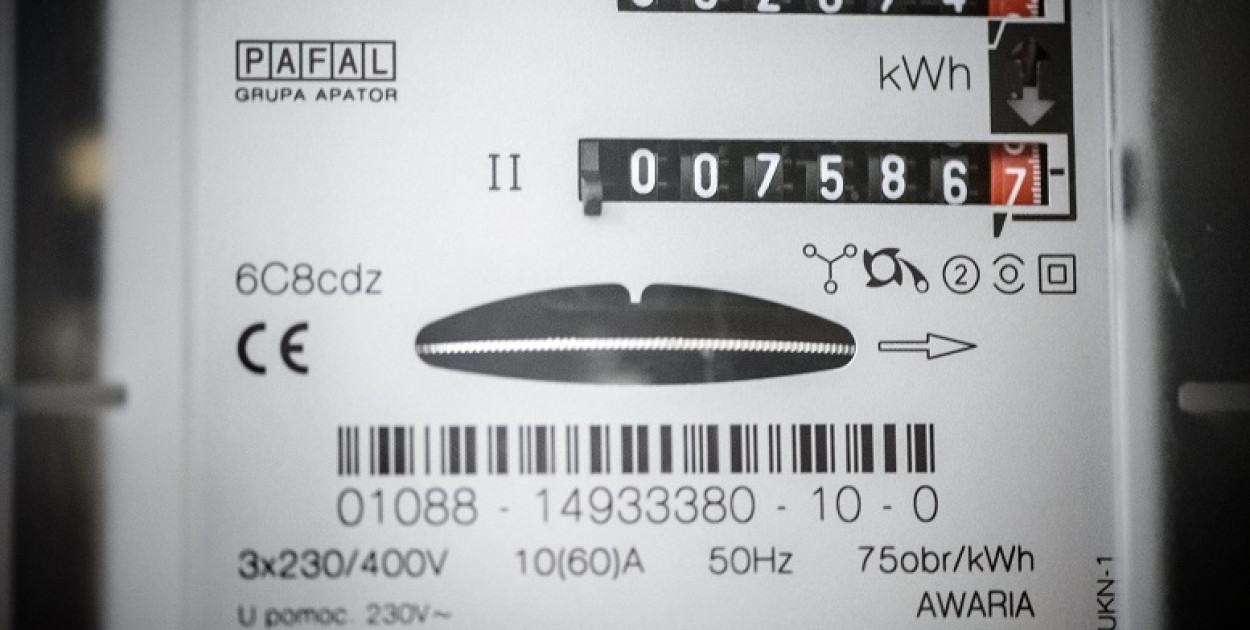 PAFAL
GRUPA APATOR
kWh
II 0075867
6C8cdz
2
CE
01088 - 14933380 - 10 - 0
3x230/400V 10(60)A 50Hz 75obr/kWh
U pomoc. 230V~
AWARIA
UKN-1